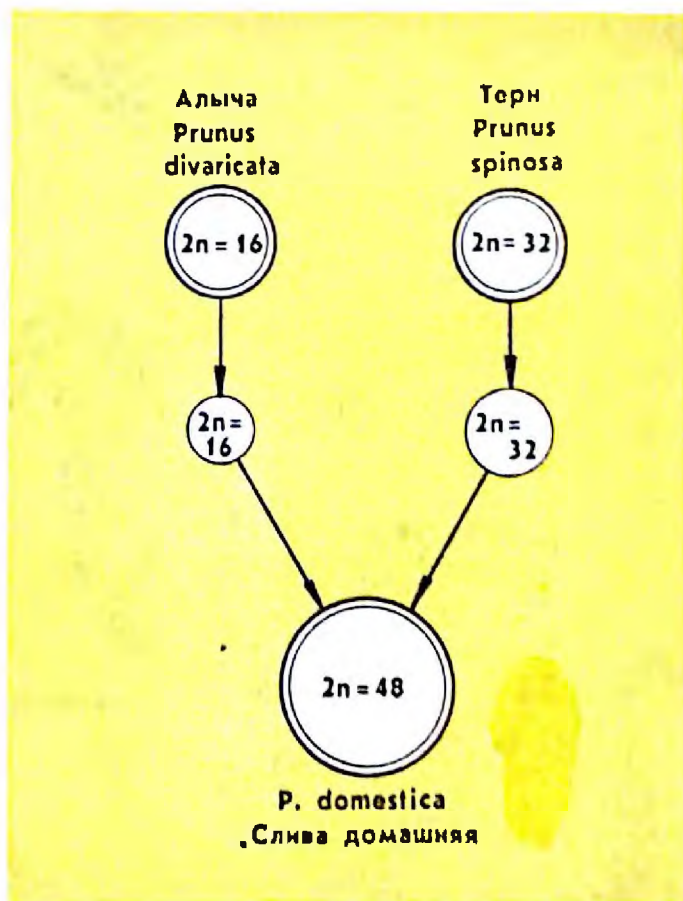 Алыча
Prunus
divaricata
Терн
Prunus
spinosa
2n = 16
2n = 32
2n =
16
2n =
32
2n = 48
P. domestica
Слива домашняя